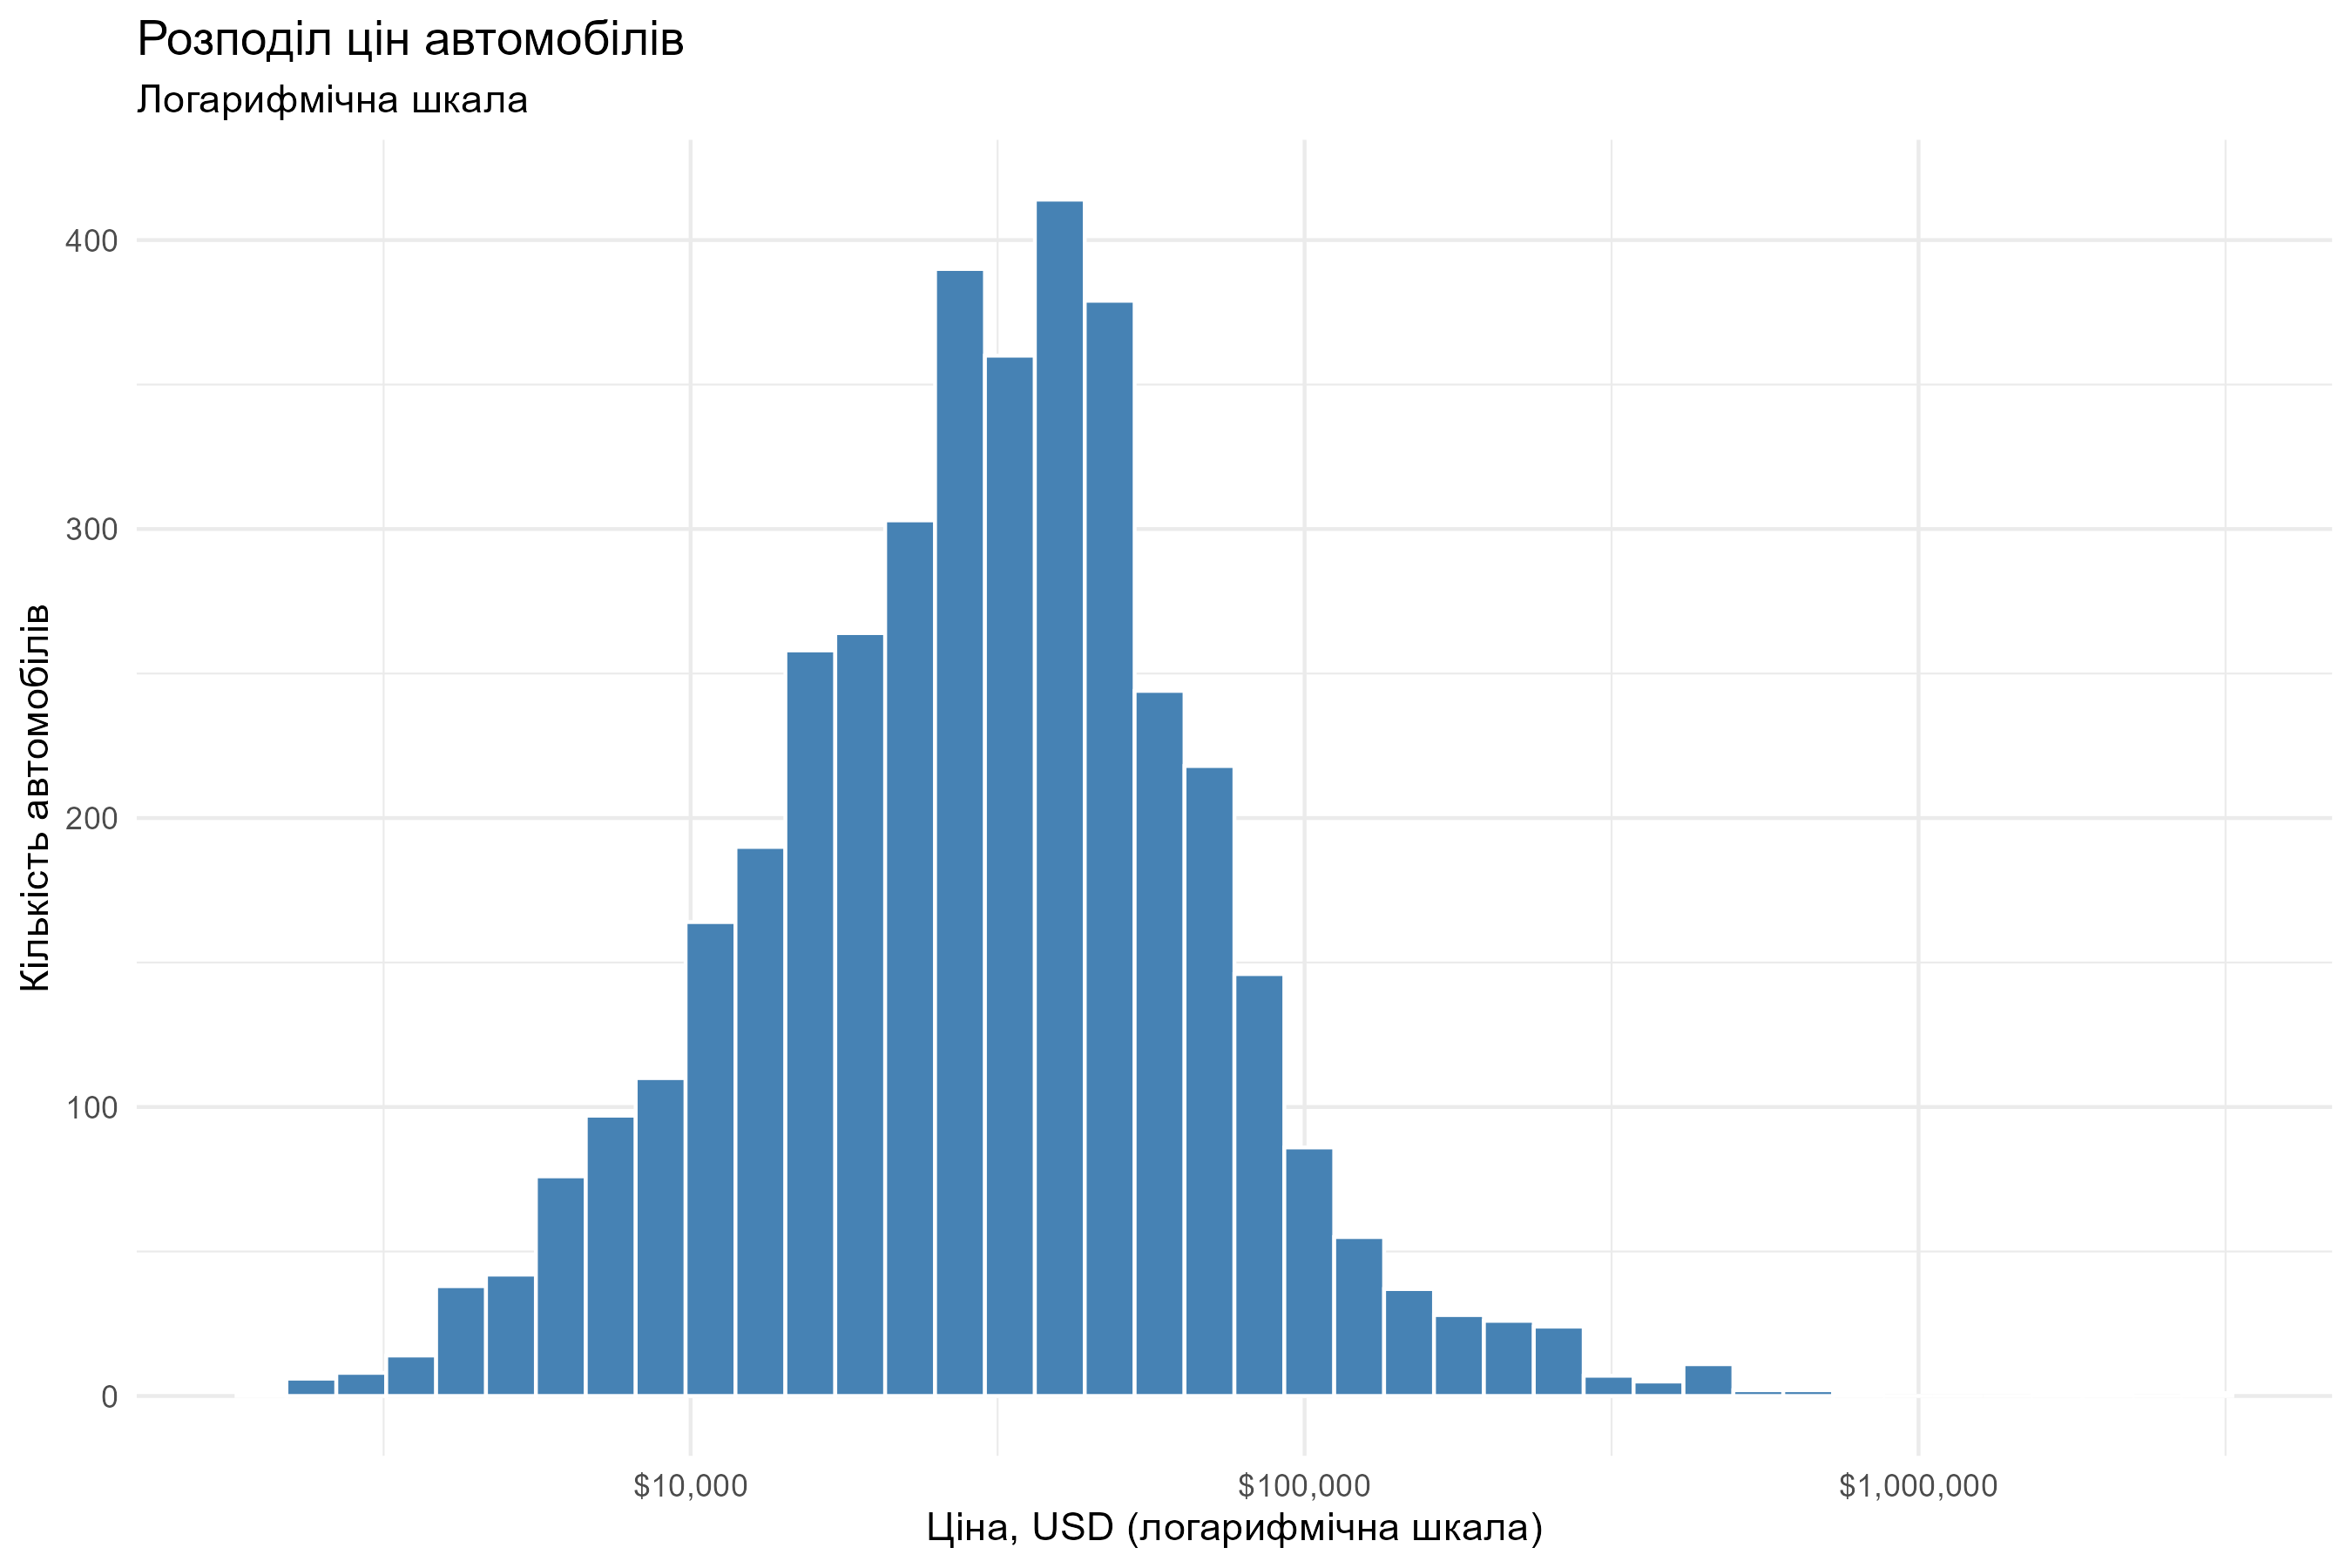 Розподіл цін автомобілів
Логарифмічна шкала
Кількість автомобілів
400
300
200
100
0
$10,000 $100,000 $1,000,000
Ціна, USD (логарифмічна шкала)